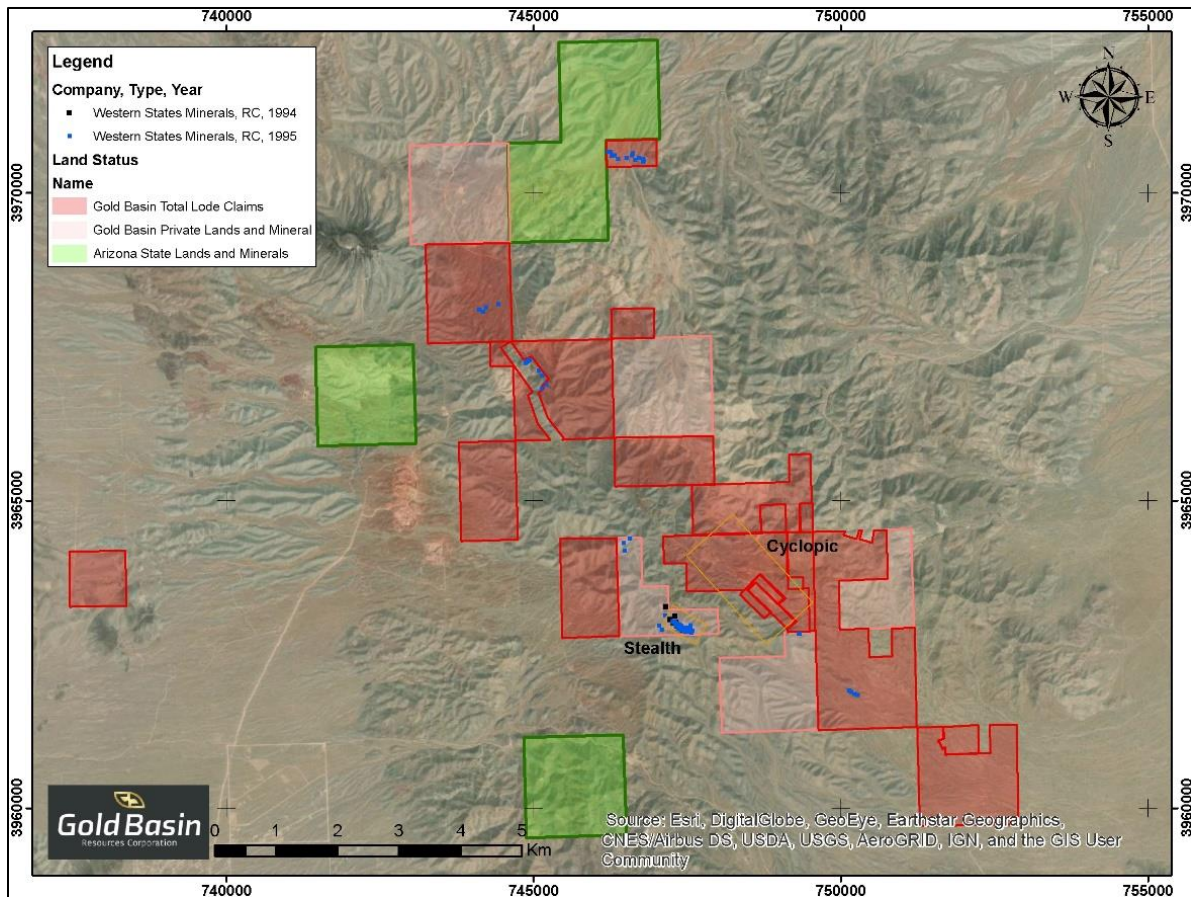 740000 745000 750000 755000
Legend
Company, Type, Year
Western States Minerals, RC, 1994
Western States Minerals, RC, 1995
Land Status
Name
Gold Basin Total Lode Claims
Gold Basin Private Lands and Mineral
Arizona State Lands and Minerals
N
W E
S
3970000 3970000
3965000 3965000
Cyclopic
Stealth
3960000 3960000
Gold Basin
Resources Corporation
0 1 2 3 4 5
Km
Source: Esri, DigitalGlobe, GeoEye, Earthstar Geographics,
CNES/Airbus DS, USDA, USGS, AeroGRID, IGN, and the GIS User
Community
740000 745000 750000 755000